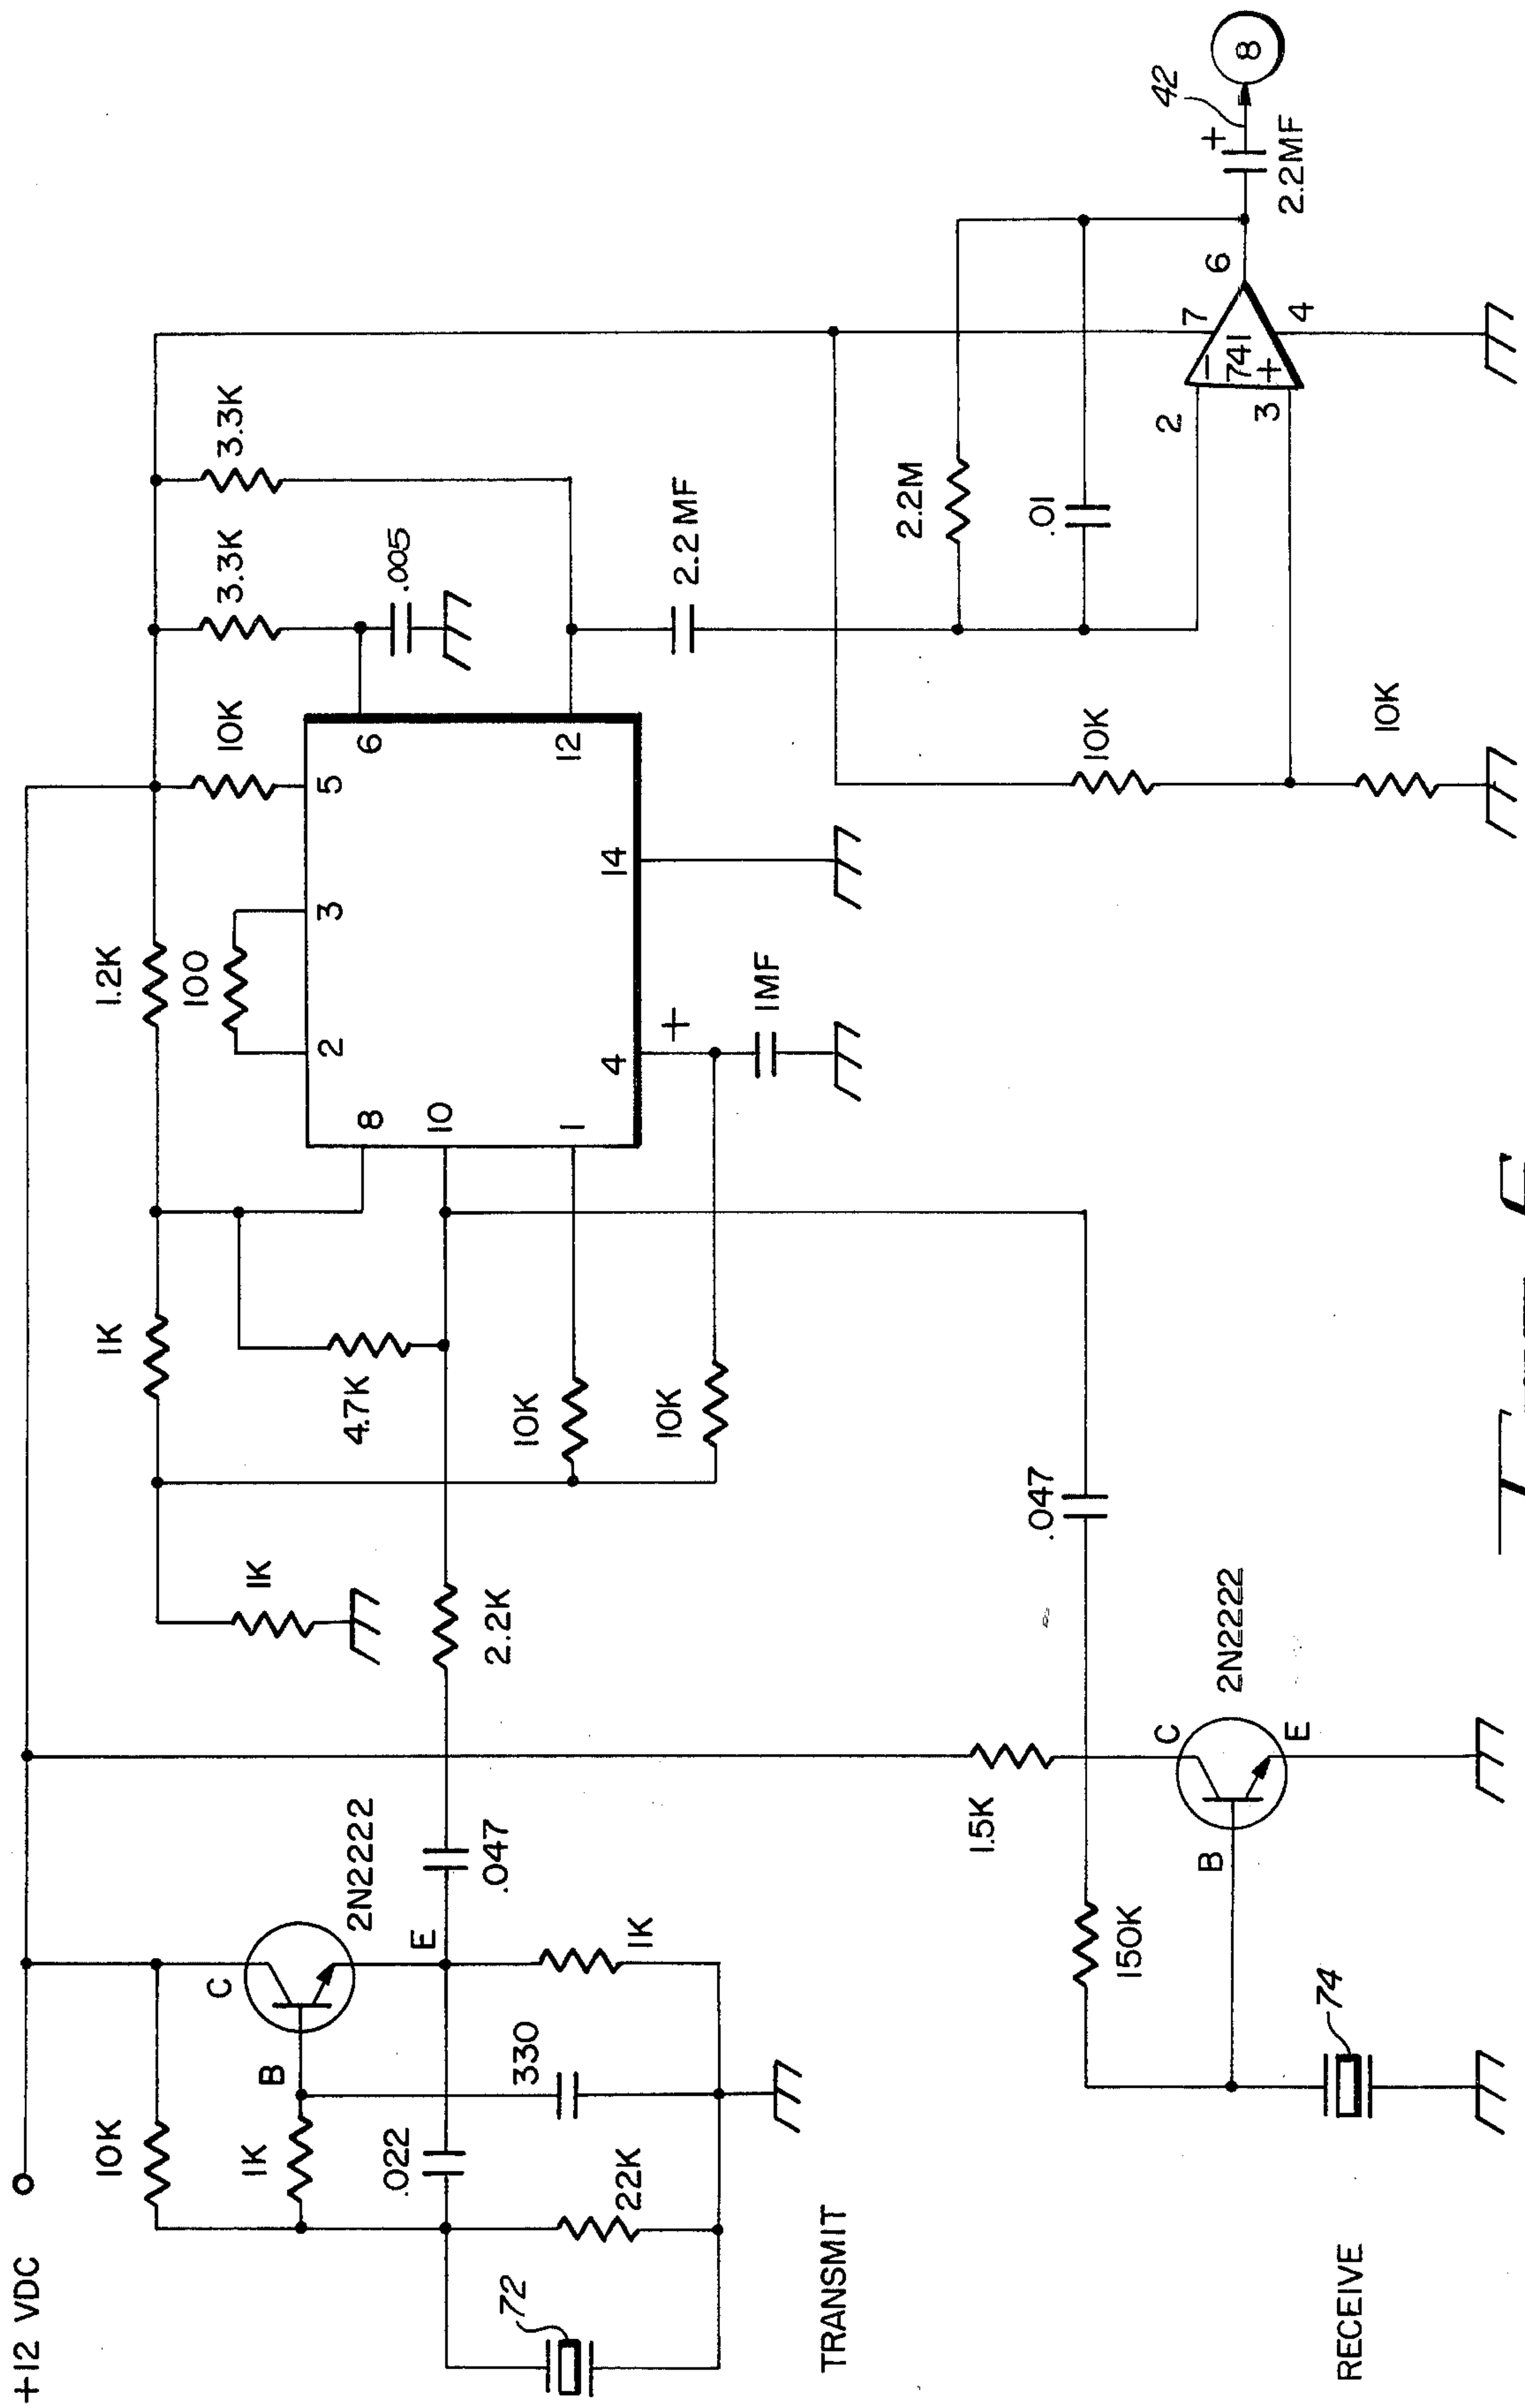 +12 VDC
10K
C
2N2222
B
E
1K
330
.022
1K
22K
72
TRANSMIT
.047
2.2K
1K
1K
4.7K
10K
10K
1.2K
100
10K
3.3K
3.3K
8
2
3
5
6
10
1
4
14
12
.005
+
1MF
2.2 MF
1.5K
.047
150K
2N2222
C
B
E
74
RECEIVE
10K
10K
2.2M
.01
2
3
−
741
+
7
6
4
+
2.2MF
42
8